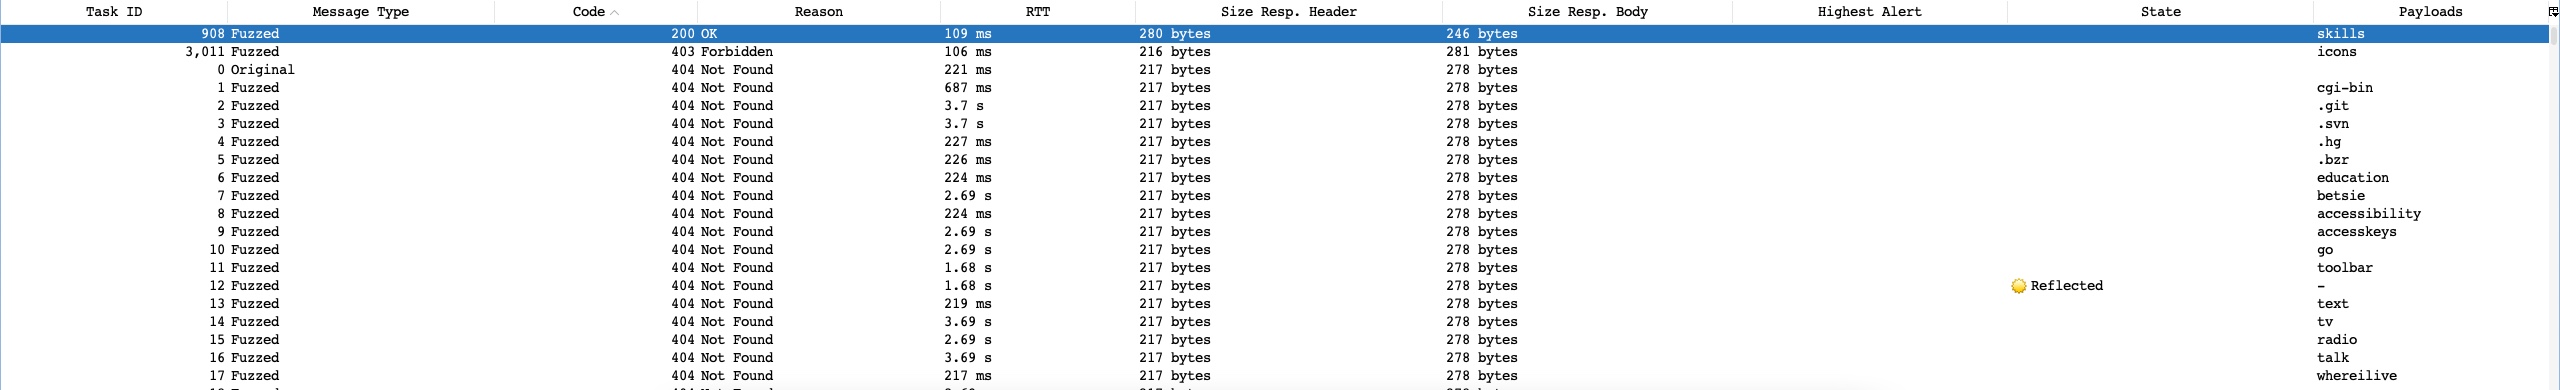 Task ID Message Type Code Reason RTT Size Resp. Header Size Resp. Body Highest Alert State Payloads
908 Fuzzed 200 OK 109 ms 280 bytes 246 bytes skills
3,011 Fuzzed 403 Forbidden 106 ms 216 bytes 281 bytes icons
0 Original 404 Not Found 221 ms 217 bytes 278 bytes
1 Fuzzed 404 Not Found 687 ms 217 bytes 278 bytes cgi-bin
2 Fuzzed 404 Not Found 3.7 s 217 bytes 278 bytes .git
3 Fuzzed 404 Not Found 3.7 s 217 bytes 278 bytes .svn
4 Fuzzed 404 Not Found 227 ms 217 bytes 278 bytes .hg
5 Fuzzed 404 Not Found 226 ms 217 bytes 278 bytes .bzr
6 Fuzzed 404 Not Found 224 ms 217 bytes 278 bytes education
7 Fuzzed 404 Not Found 2.69 s 217 bytes 278 bytes betsie
8 Fuzzed 404 Not Found 224 ms 217 bytes 278 bytes accessibility
9 Fuzzed 404 Not Found 2.69 s 217 bytes 278 bytes accesskeys
10 Fuzzed 404 Not Found 2.69 s 217 bytes 278 bytes go
11 Fuzzed 404 Not Found 1.68 s 217 bytes 278 bytes toolbar
12 Fuzzed 404 Not Found 1.68 s 217 bytes 278 bytes Reflected -
13 Fuzzed 404 Not Found 219 ms 217 bytes 278 bytes text
14 Fuzzed 404 Not Found 3.69 s 217 bytes 278 bytes tv
15 Fuzzed 404 Not Found 2.69 s 217 bytes 278 bytes radio
16 Fuzzed 404 Not Found 3.69 s 217 bytes 278 bytes talk
17 Fuzzed 404 Not Found 217 ms 217 bytes 278 bytes whereilive